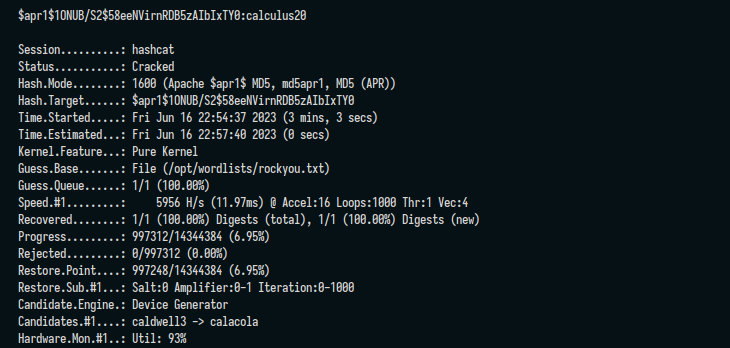 $apr1$1ONUB/S2$58eeNVirnRDB5zAIbIxTY0:calculus20

Session..........: hashcat
Status...........: Cracked
Hash.Mode........: 1600 (Apache $apr1$ MD5, md5apr1, MD5 (APR))
Hash.Target......: $apr1$1ONUB/S2$58eeNVirnRDB5zAIbIxTY0
Time.Started.....: Fri Jun 16 22:54:37 2023 (3 mins, 3 secs)
Time.Estimated...: Fri Jun 16 22:57:40 2023 (0 secs)
Kernel.Feature...: Pure Kernel
Guess.Base.......: File (/opt/wordlists/rockyou.txt)
Guess.Queue......: 1/1 (100.00%)
Speed.#1.........:     5956 H/s (11.97ms) @ Accel:16 Loops:1000 Thr:1 Vec:4
Recovered........: 1/1 (100.00%) Digests (total), 1/1 (100.00%) Digests (new)
Progress.........: 997312/14344384 (6.95%)
Rejected.........: 0/997312 (0.00%)
Restore.Point....: 997248/14344384 (6.95%)
Restore.Sub.#1...: Salt:0 Amplifier:0-1 Iteration:0-1000
Candidate.Engine.: Device Generator
Candidates.#1....: caldwell3 -> calacola
Hardware.Mon.#1..: Util: 93%